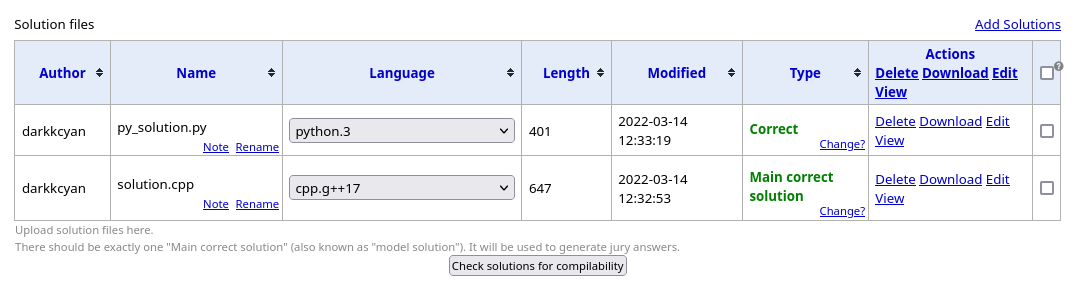 Solution files
Add Solutions
Author Name Language Length Modified Type Actions
Delete Download Edit
View
?
darkkcyan py_solution.py python.3 401 2022-03-14 12:33:19 Correct Delete Download Edit
Note Rename Change? View
darkkcyan solution.cpp cpp.g++17 647 2022-03-14 12:32:53 Main correct solution Delete Download Edit
Note Rename Change? View
Upload solution files here.
There should be exactly one "Main correct solution" (also known as "model solution"). It will be used to generate jury answers.
Check solutions for compilability